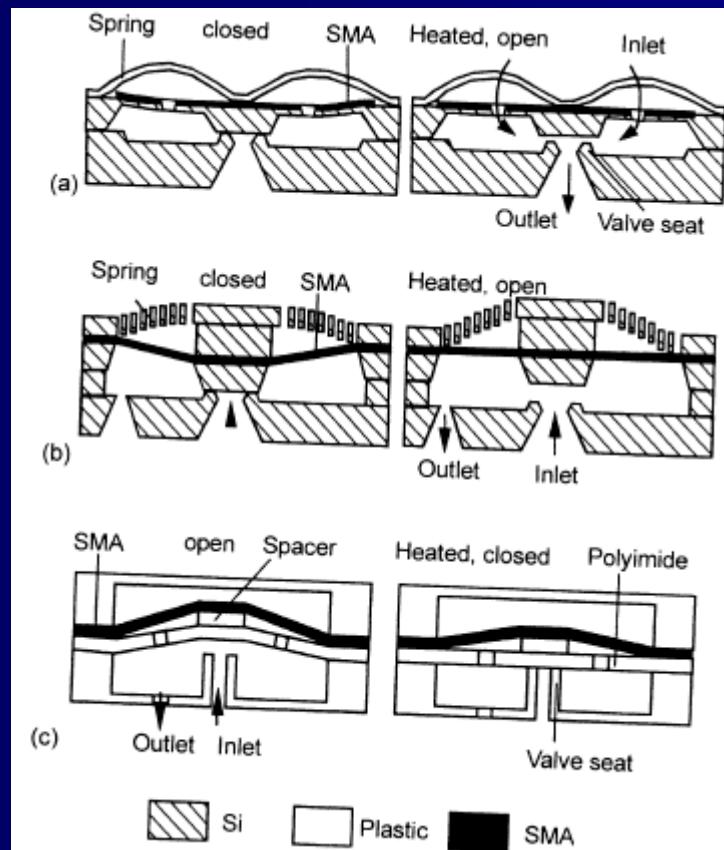 Spring closed SMA Heated, open Inlet
(a)
Outlet Valve seat
Spring closed SMA Heated, open
(b)
Outlet Inlet
SMA open Spacer Heated, closed Polyimide
(c)
Outlet Inlet Valve seat
Si Plastic SMA